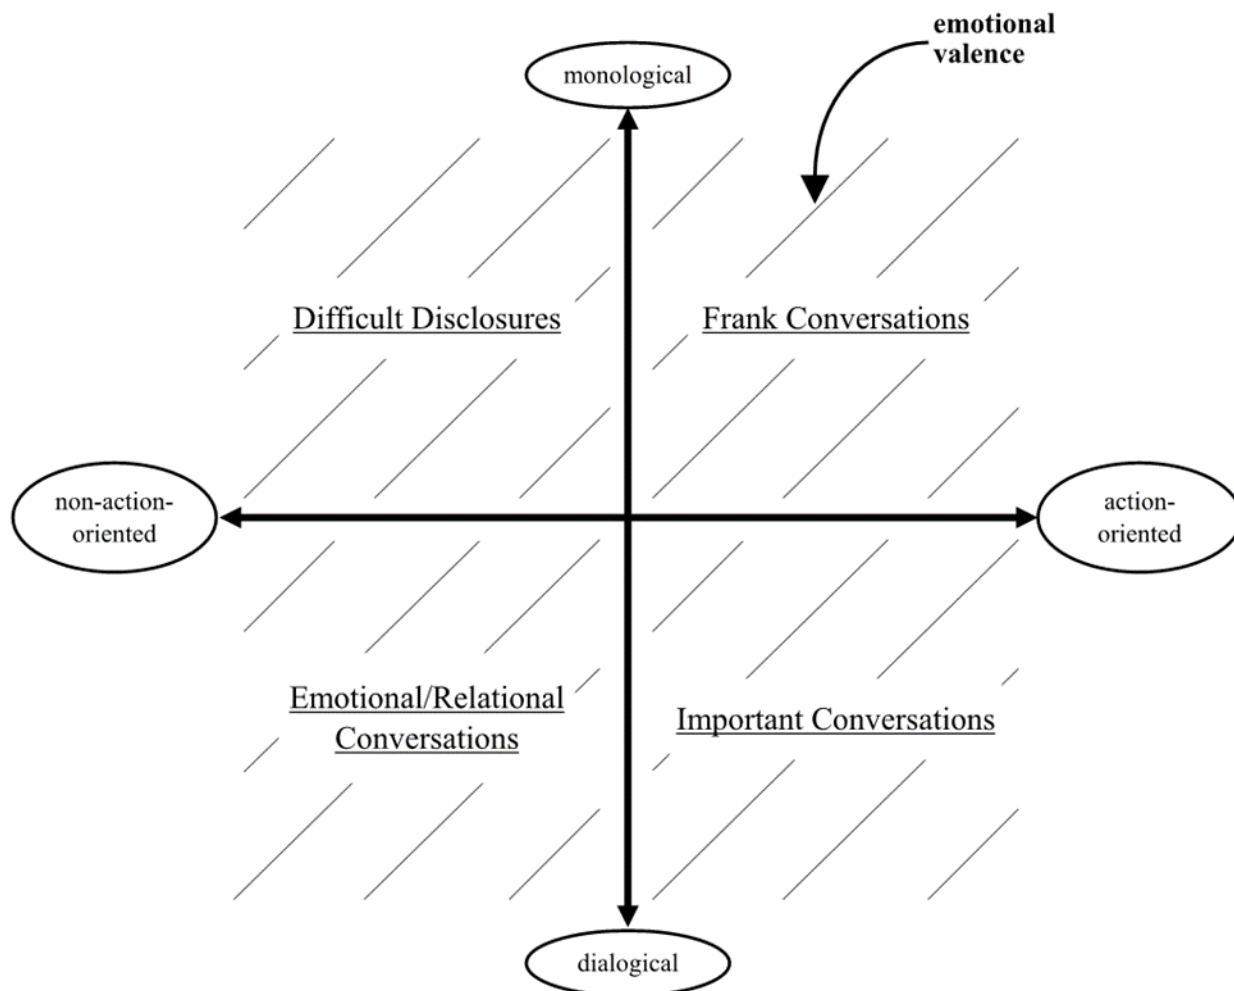 emotional
valence
monological
Difficult Disclosures
Frank Conversations
non-action-
oriented
action-
oriented
Emotional/Relational
Conversations
Important Conversations
dialogical